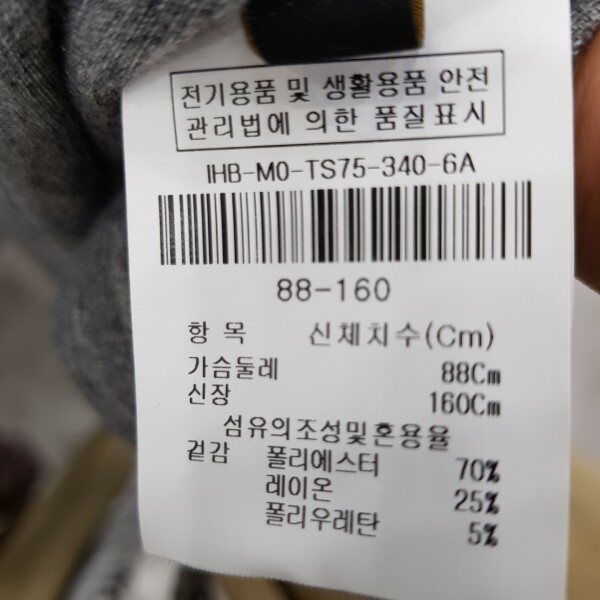 전기용품 및 생활용품 안전
관리법에 의한 품질표시
IHB-MO-TS75-340-6A
88-160
항 목 신체치수(Cm)
가슴둘레 88Cm
신장 160Cm
섬유의조성및혼용율
겉감 폴리에스터 70%
레이온 25%
폴리우레탄 5%